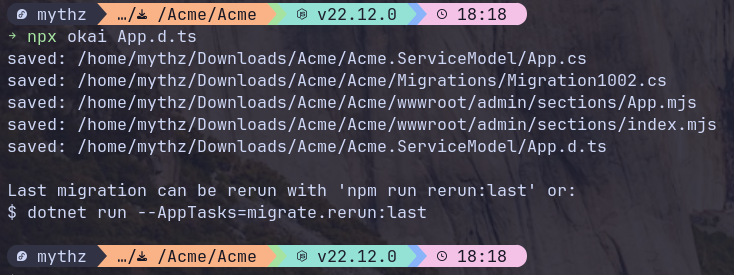 mythz …/ /Acme/Acme v22.12.0 18:18
→ npx okai App.d.ts
saved: /home/mythz/Downloads/Acme/Acme.ServiceModel/App.cs
saved: /home/mythz/Downloads/Acme/Acme/Migrations/Migration1002.cs
saved: /home/mythz/Downloads/Acme/Acme/wwwroot/admin/sections/App.mjs
saved: /home/mythz/Downloads/Acme/Acme/wwwroot/admin/sections/index.mjs
saved: /home/mythz/Downloads/Acme/Acme.ServiceModel/App.d.ts
Last migration can be rerun with 'npm run rerun:last' or:
$ dotnet run --AppTasks=migrate.rerun:last
mythz …/ /Acme/Acme v22.12.0 18:18